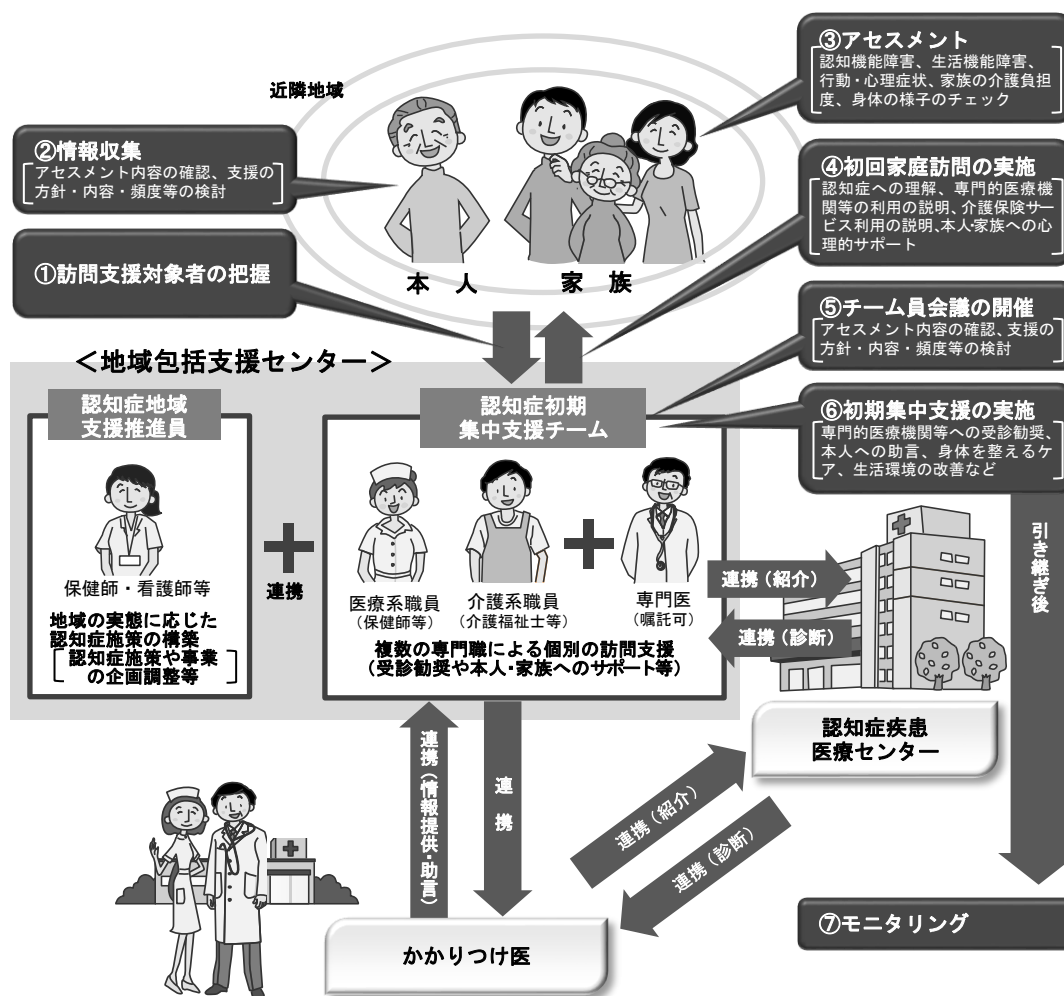 近隣地域
②情報収集
アセスメント内容の確認、支援の
方針・内容・頻度等の検討
①訪問支援対象者の把握
本 人
家 族
③アセスメント
認知機能障害、生活機能障害、
行動・心理症状、家族の介護負担
度、身体の様子のチェック
④初回家庭訪問の実施
認知症への理解、専門的医療機
関等の利用の説明、介護保険サー
ビス利用の説明、本人・家族への心
理的サポート
⑤チーム員会議の開催
アセスメント内容の確認、支援の
方針・内容・頻度等の検討
⑥初期集中支援の実施
専門的医療機関等への受診勧奨、
本人への助言、身体を整えるケ
ア、生活環境の改善など
引き継ぎ後
⑦モニタリング
＜地域包括支援センター＞
認知症地域
支援推進員
保健師・看護師等
地域の実態に応じた
認知症施策の構築
認知症施策や事業
の企画調整等
連携
認知症初期
集中支援チーム
医療系職員
（保健師等）
介護系職員
（介護福祉士等）
専門医
（嘱託可）
複数の専門職による個別の訪問支援
（受診勧奨や本人・家族へのサポート等）
連携（紹介）
連携（診断）
認知症疾患
医療センター
連携（情報提供・助言）
連 携
連携（紹介）
連携（診断）
かかりつけ医